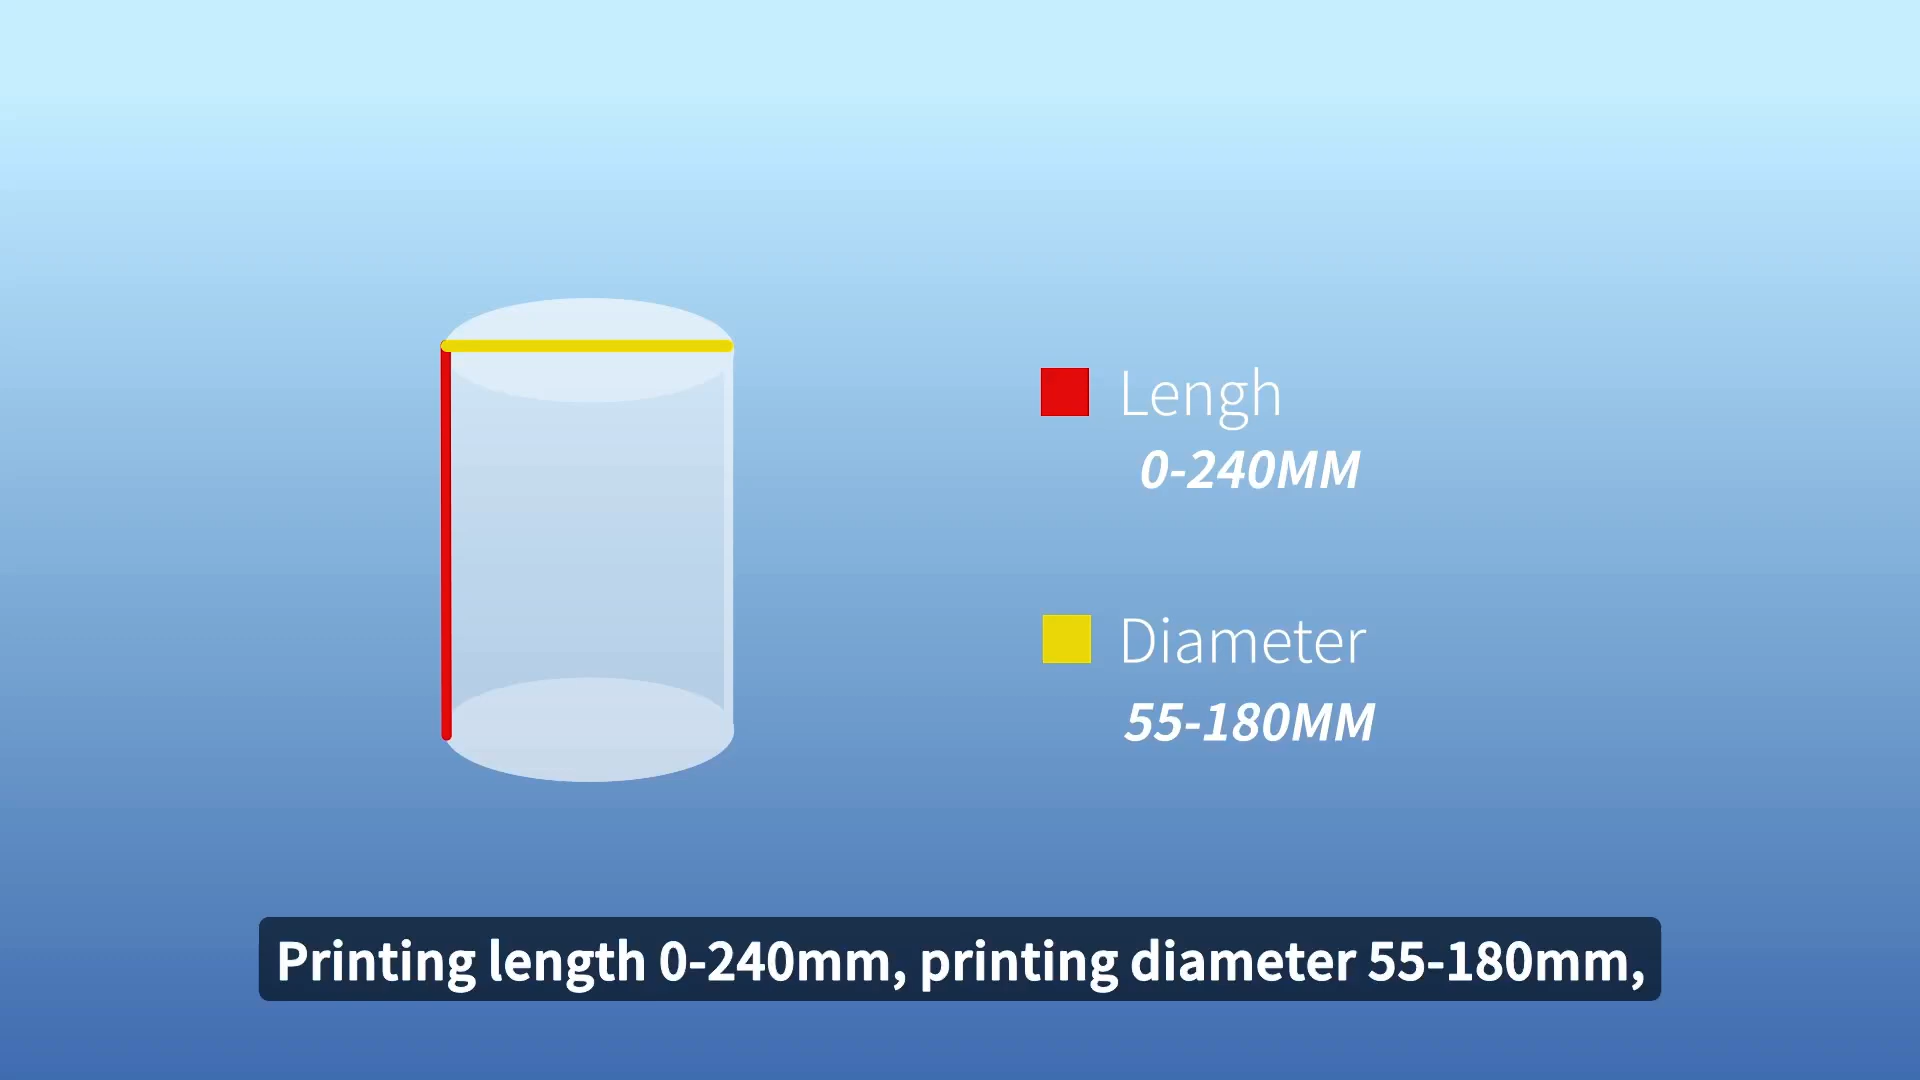 Lengh
0-240MM
Diameter
55-180MM
Printing length 0-240mm, printing diameter 55-180mm,